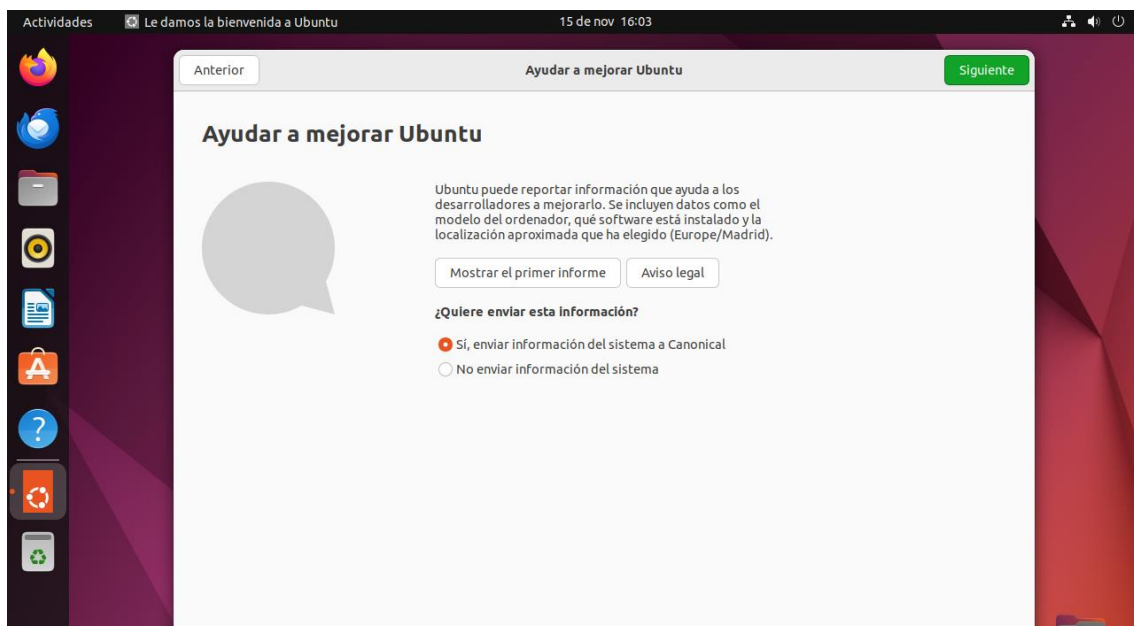 Actividades Le damos la bienvenida a Ubuntu 15 de nov 16:03
Anterior Ayudar a mejorar Ubuntu Siguiente
Ayudar a mejorar Ubuntu
Ubuntu puede reportar información que ayuda a los
desarrolladores a mejorarlo. Se incluyen datos como el
modelo del ordenador, qué software está instalado y la
localización aproximada que ha elegido (Europe/Madrid).
Mostrar el primer informe Aviso legal
¿Quiere enviar esta información?
Sí, enviar información del sistema a Canonical
No enviar información del sistema